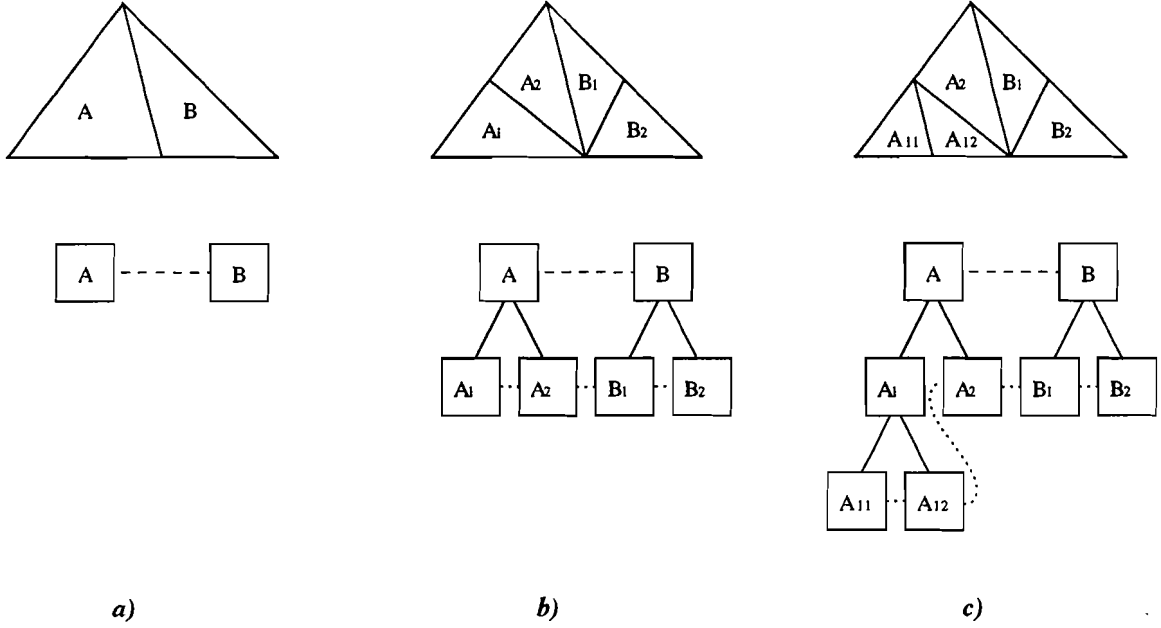 A B
A2 B1
A1 B2
A2 B1
A11 A12 B2
A B
A B
A B
A1 A2 B1 B2
A1 A2 B1 B2
A11 A12
a) b) c)